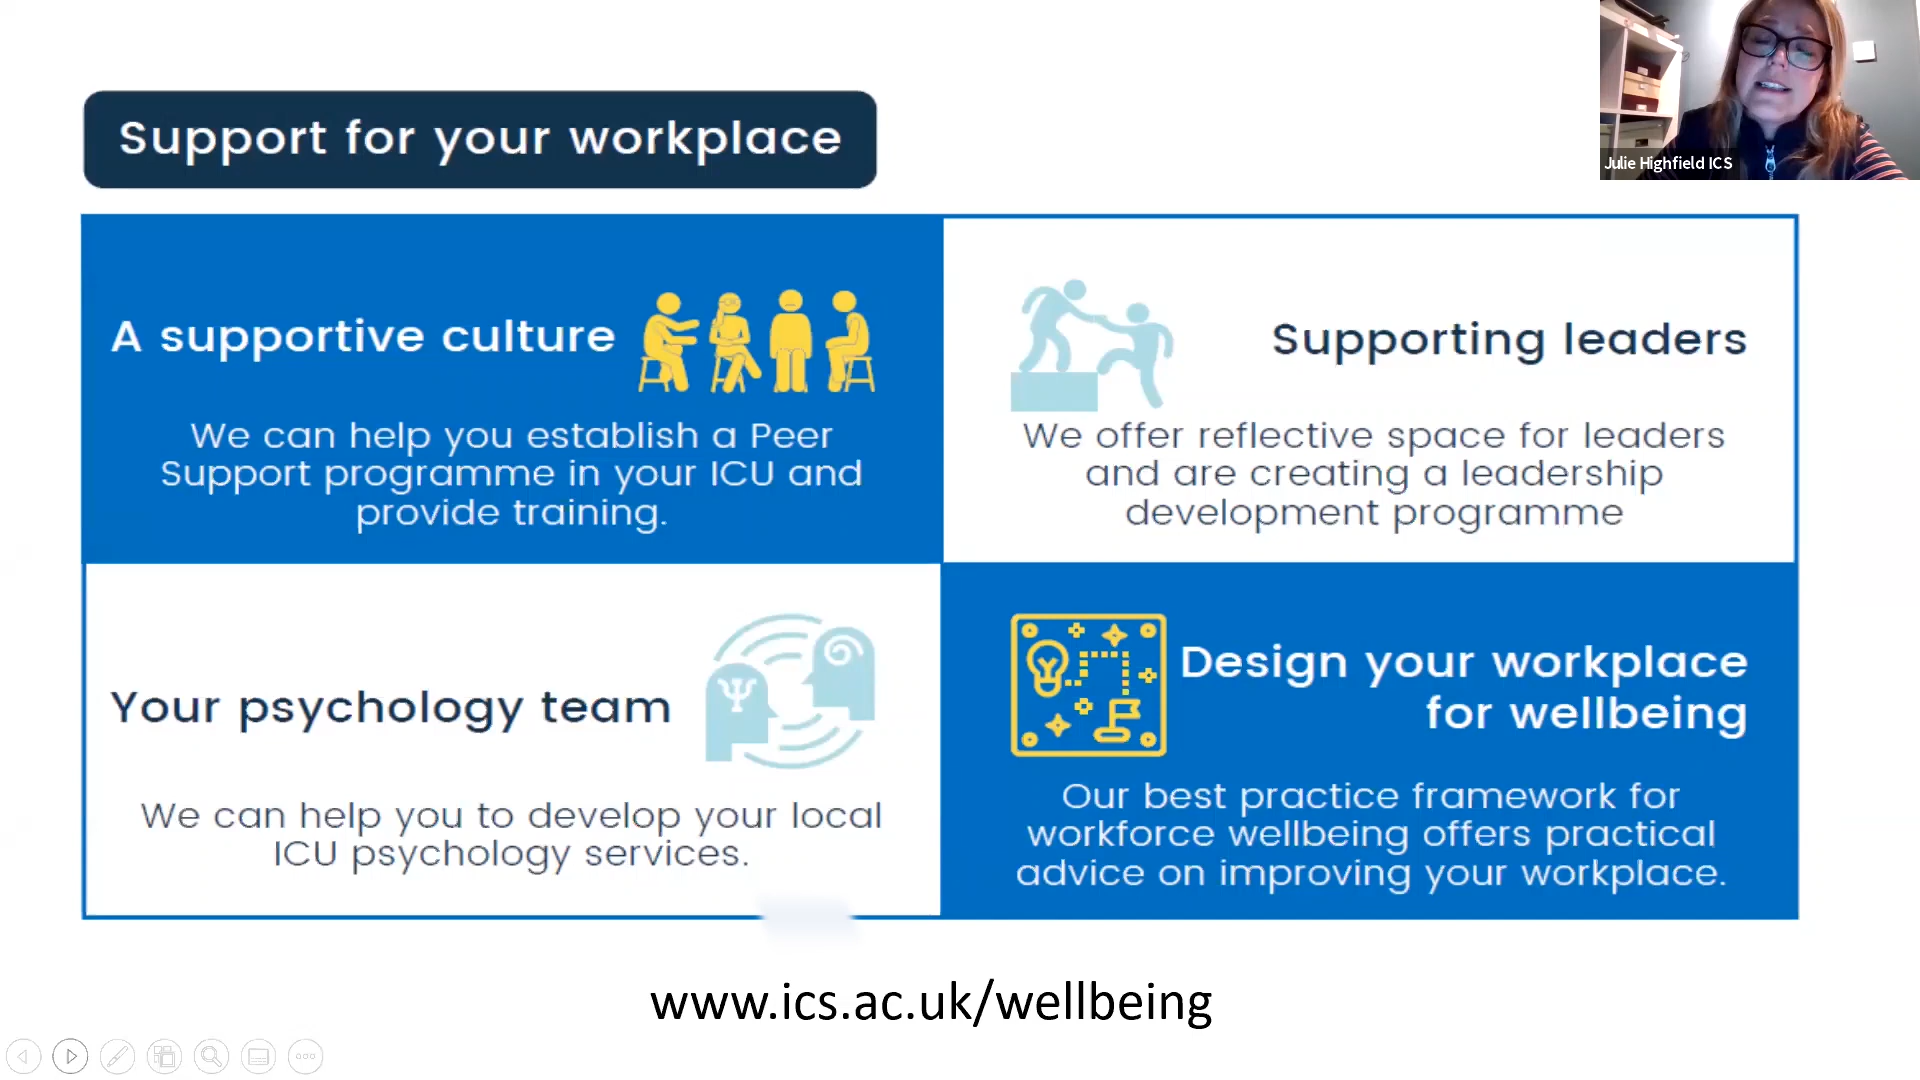 Support for your workplace
Julie Highfield ICS
A supportive culture
We can help you establish a Peer
Support programme in your ICU and
provide training.
Supporting leaders
We offer reflective space for leaders
and are creating a leadership
development programme
Your psychology team
We can help you to develop your local
ICU psychology services.
Design your workplace
for wellbeing
Our best practice framework for
workforce wellbeing offers practical
advice on improving your workplace.
www.ics.ac.uk/wellbeing